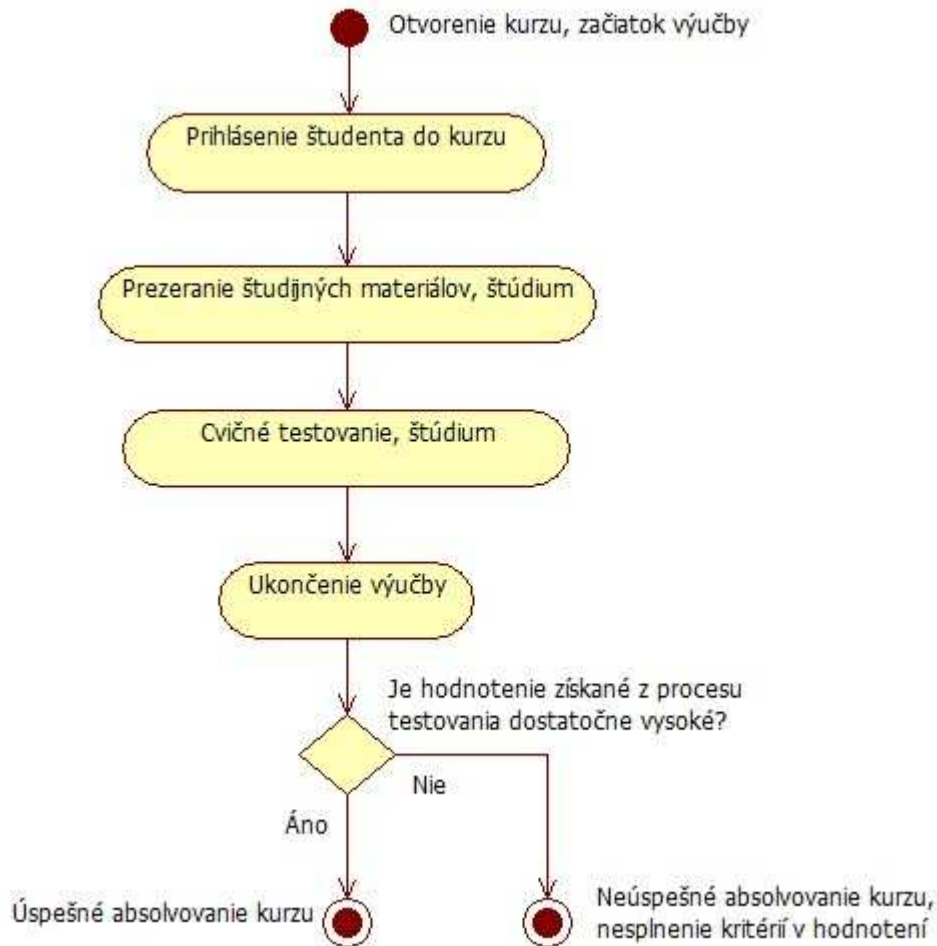 Otvorenie kurzu, začiatok výučby
Prihlásenie študenta do kurzu
Prezeranie študijných materiálov, štúdium
Cvičné testovanie, štúdium
Ukončenie výučby
Je hodnotenie získané z procesu
testovania dostatočne vysoké?
Nie
Áno
Úspešné absolvovanie kurzu
Neúspešné absolvovanie kurzu,
nesplnenie kritérií v hodnotení